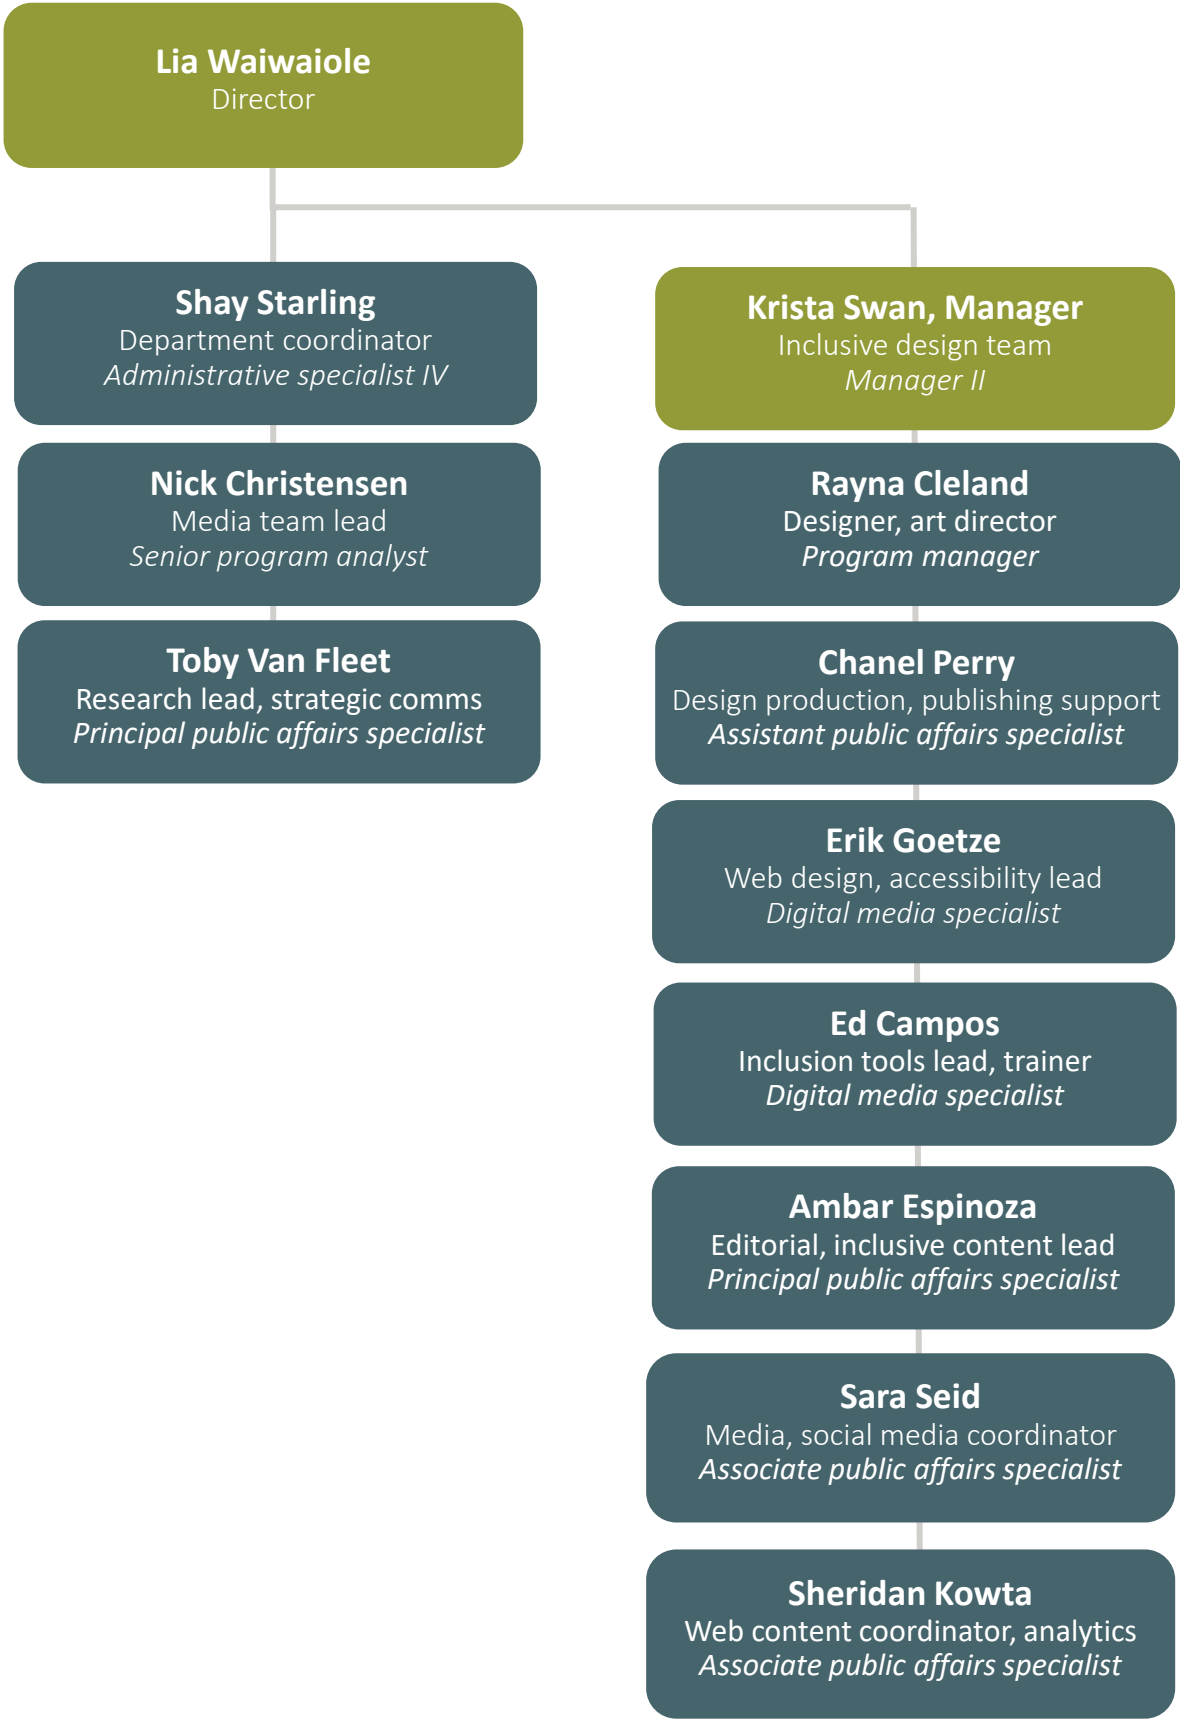 Lia Waiwaiole
Director
Shay Starling
Department coordinator
Administrative specialist IV
Nick Christensen
Media team lead
Senior program analyst
Toby Van Fleet
Research lead, strategic comms
Principal public affairs specialist
Krista Swan, Manager
Inclusive design team
Manager II
Rayna Cleland
Designer, art director
Program manager
Chanel Perry
Design production, publishing support
Assistant public affairs specialist
Erik Goetze
Web design, accessibility lead
Digital media specialist
Ed Campos
Inclusion tools lead, trainer
Digital media specialist
Ambar Espinoza
Editorial, inclusive content lead
Principal public affairs specialist
Sara Seid
Media, social media coordinator
Associate public affairs specialist
Sheridan Kowta
Web content coordinator, analytics
Associate public affairs specialist